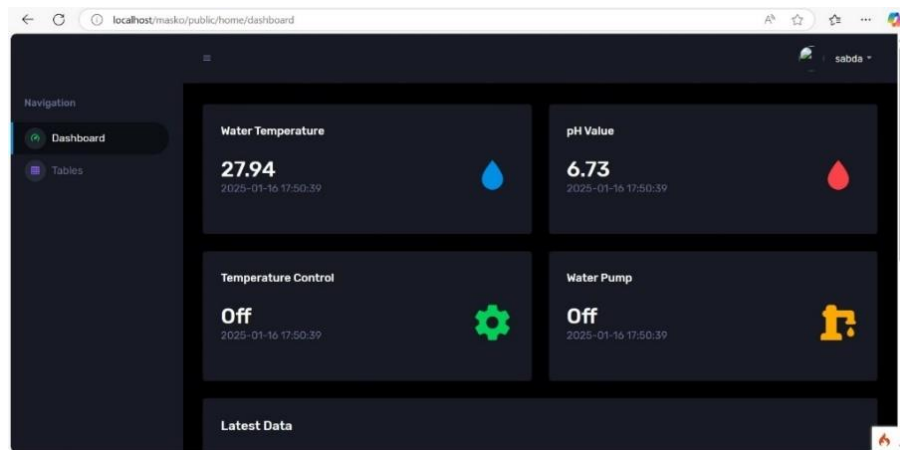 localhost/masko/public/home/dashboard
sabda
Navigation
Dashboard
Tables
Water Temperature
27.94
2025-01-16 17:50:39
pH Value
6.73
2025-01-16 17:50:39
Temperature Control
Off
2025-01-16 17:50:39
Water Pump
Off
2025-01-16 17:50:39
Latest Data